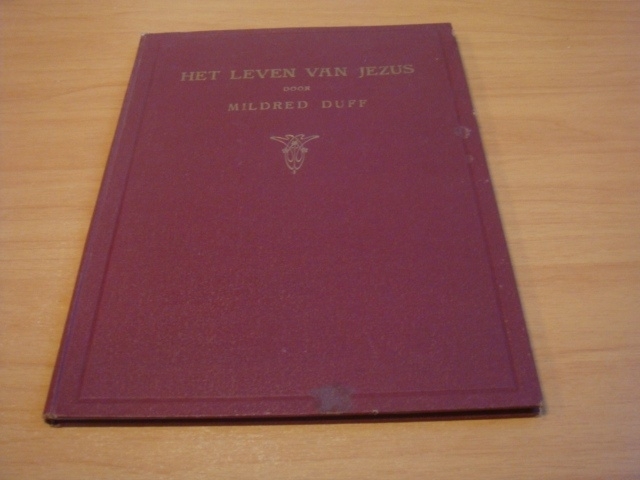 HET LEVEN VAN JEZUS
DOOR
MILDRED DUFF